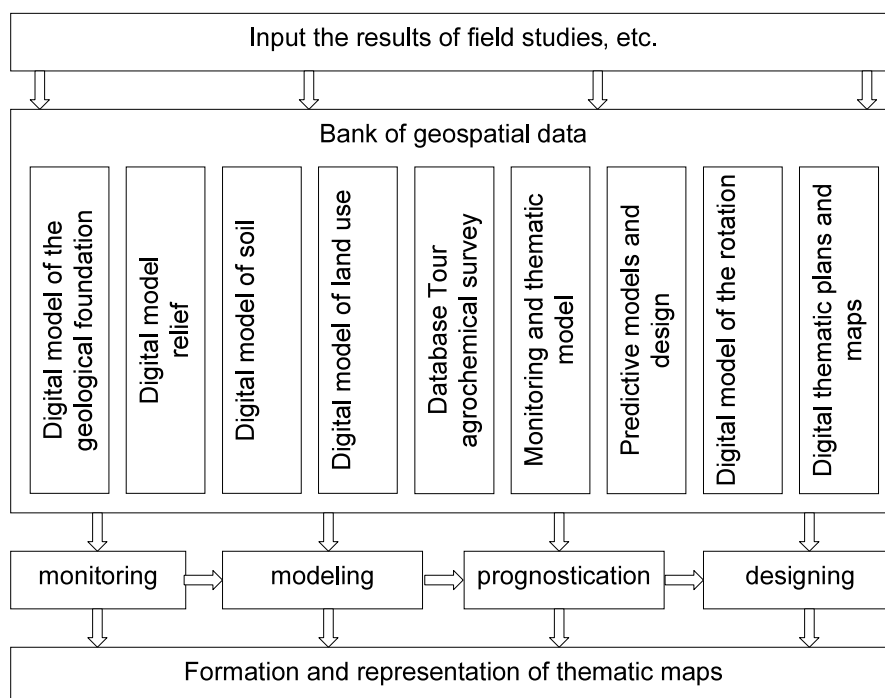 Input the results of field studies, etc.
Bank of geospatial data
Digital model of the
geological foundation
Digital model
relief
Digital model of soil
Digital model of land use
Database Tour
agrochemical survey
Monitoring and thematic
model
Predictive models and
design
Digital model of the rotation
Digital thematic plans and
maps
monitoring
modeling
prognostication
designing
Formation and representation of thematic maps